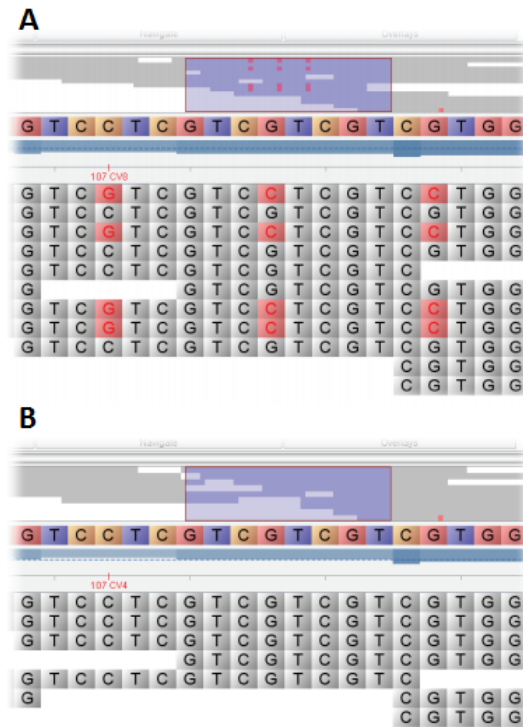 A
Navigate Overlays
G T C C T C G T C G T C G T C G T G G
107 CV8
G T C G T C G T C C T C G T C C T G G
G T C C T C G T C G T C G T C G T G G
G T C G T C G T C C T C G T C C T G G
G T C C T C G T C G T C G T C G T G G
G T C C T C G T C G T C G T C
G G T C G T C G T C G T G G
G T C G T C G T C C T C G T C C T G G
G T C G T C G T C C T C G T C C T G G
G T C C T C G T C G T C G T C G T G G
C G T G G
C G T G G
B
Navigate Overlays
G T C C T C G T C G T C G T C G T G G
107 CV4
G T C C T C G T C G T C G T C G T G G
G T C C T C G T C G T C G T C G T G G
G T C C T C G T C G T C G T C G T G G
G T C G T C G T C G T G G
G T C C T C G T C G T C G T C
G C G T G G
C G T G G